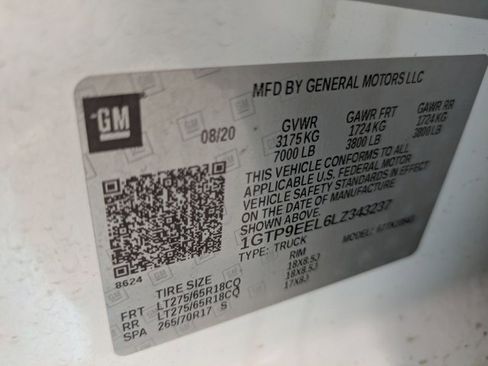 MFD BY GENERAL MOTORS LLC
GM
08/20
GVWR GAWR FRT GAWR RR
3175 KG 1724 KG 1724 KG
7000 LB 3800 LB 3800 LB
THIS VEHICLE CONFORMS TO ALL
APPLICABLE U.S. FEDERAL MOTOR
VEHICLE SAFETY STANDARDS IN EFFECT
ON THE DATE OF MANUFACTURE
1GTP9EEL6LZ343237
TYPE: TRUCK MODEL:
8624
TIRE SIZE RIM
FRT LT275/65R18CQ 18X8.5J
RR LT275/65R18CQ 18X8.5J
SPA 265/70R17 S 17X8J